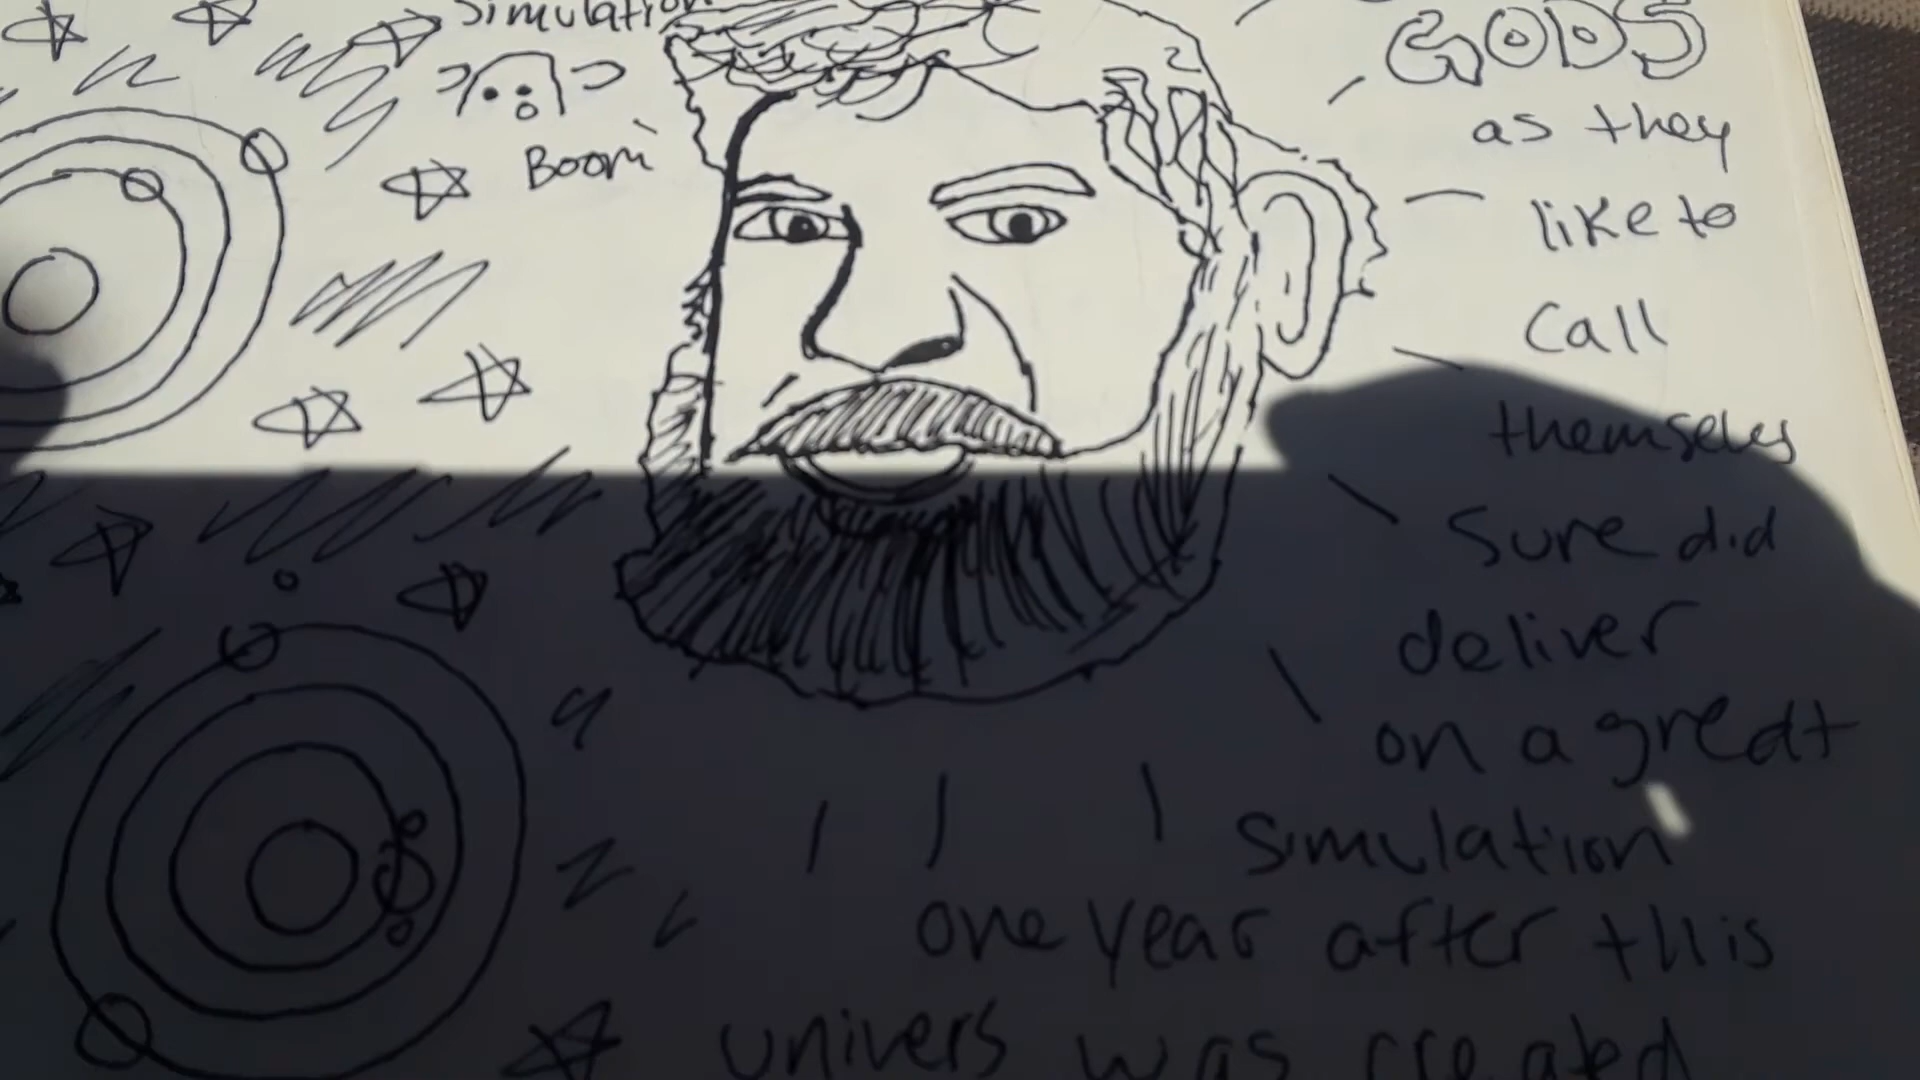 Simulation
Boom
GODS
as they
like to
Call
themselvs
Sure did
deliver
on a great
Simulation
one year after this
univers was created